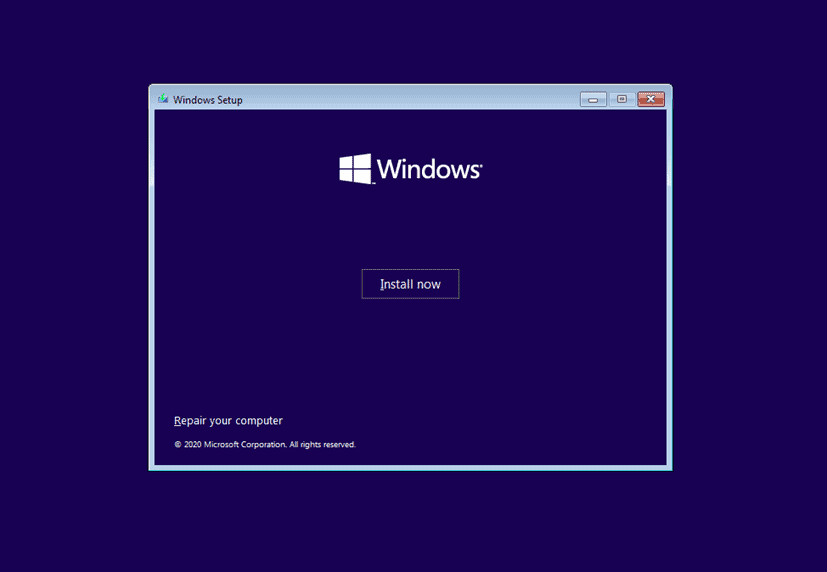 Windows Setup
Windows
Install now
Repair your computer
© 2020 Microsoft Corporation. All rights reserved.